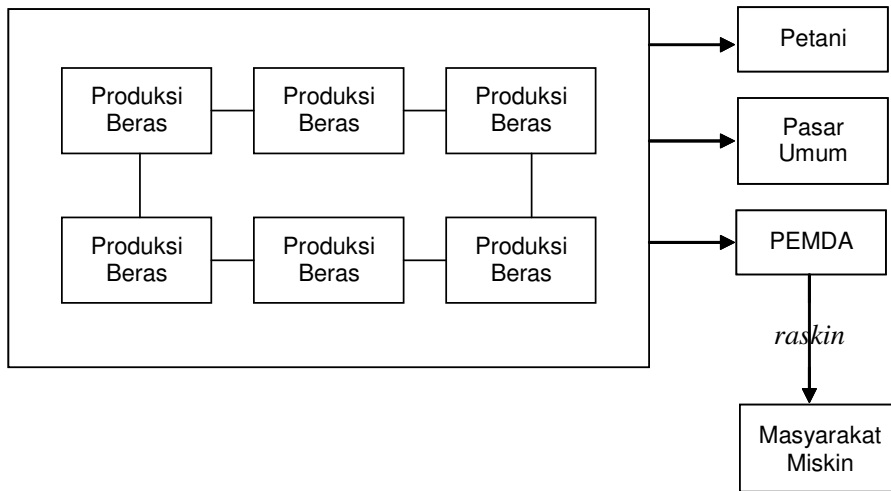 Petani
Produksi
Beras
Produksi
Beras
Produksi
Beras
Pasar
Umum
Produksi
Beras
Produksi
Beras
Produksi
Beras
PEMDA
raskin
Masyarakat
Miskin